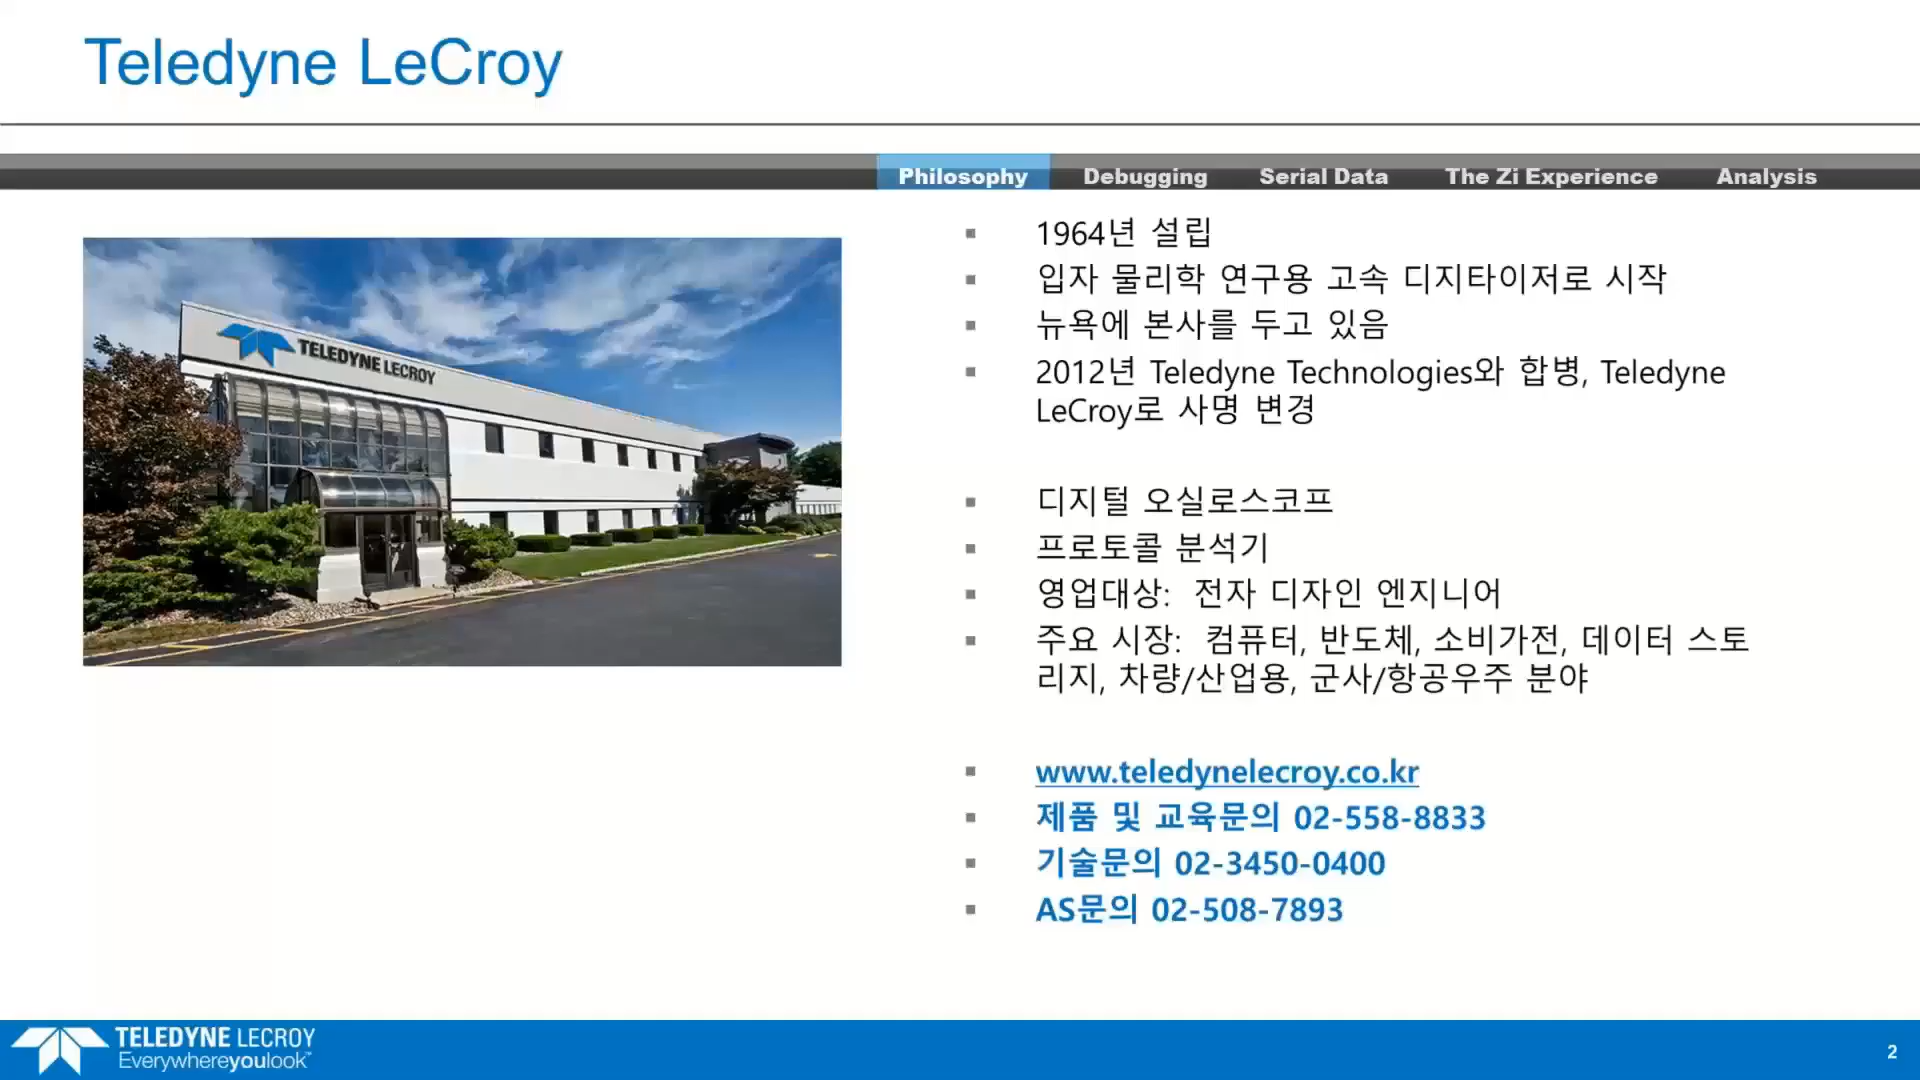 Teledyne LeCroy
Philosophy Debugging Serial Data The Zi Experience Analysis
TELEDYNE LECROY
1964년 설립
입자 물리학 연구용 고속 디지타이저로 시작
뉴욕에 본사를 두고 있음
2012년 Teledyne Technologies와 합병, Teledyne
LeCroy로 사명 변경
디지털 오실로스코프
프로토콜 분석기
영업대상: 전자 디자인 엔지니어
주요 시장: 컴퓨터, 반도체, 소비가전, 데이터 스토
리지, 차량/산업용, 군사/항공우주 분야
www.teledynelecroy.co.kr
제품 및 교육문의 02-558-8833
기술문의 02-3450-0400
AS문의 02-508-7893
TELEDYNE LECROY
Everywhereyoulook™
2